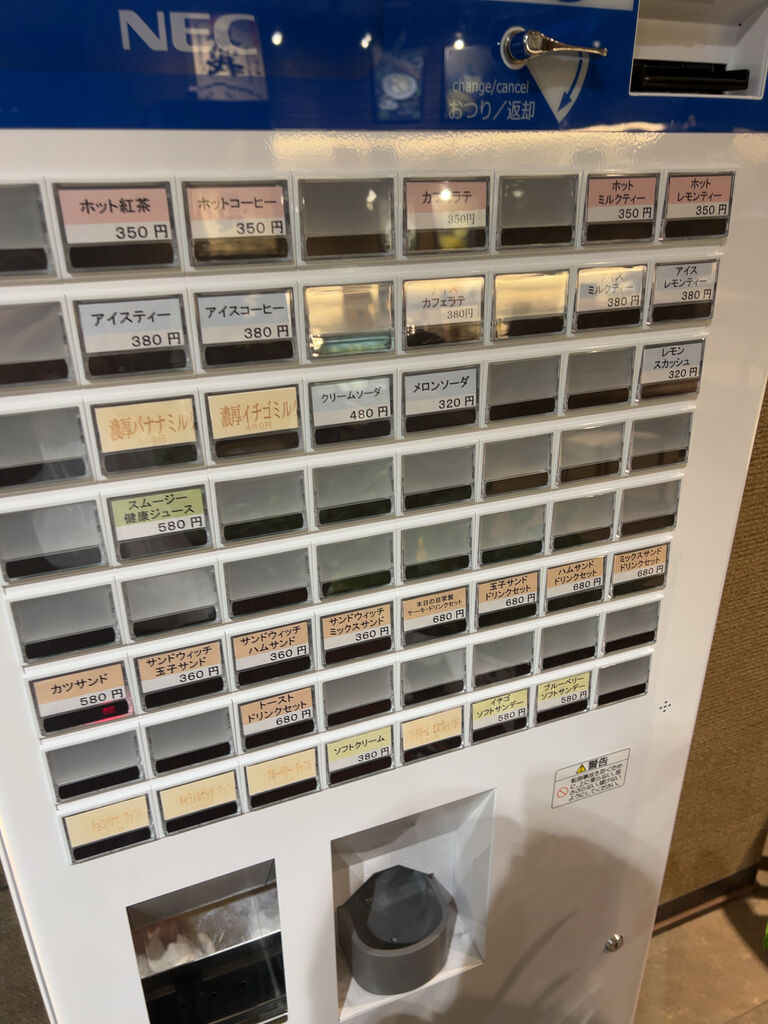 NEC
change/cancel
おつり／返却
ホット紅茶
350円
ホットコーヒー
350円
カフェラテ
350円
ホット
ミルクティー
350円
ホット
レモンティー
350円
アイスティー
380円
アイスコーヒー
380円
アイス
カフェラテ
380円
アイス
ミルクティー
380円
アイス
レモンティー
380円
濃厚バナナミル
濃厚イチゴミル
480円
クリームソーダ
480円
メロンソーダ
320円
レモン
スカッシュ
320円
スムージー
健康ジュース
580円
カツサンド
580円
サンドウィッチ
玉子サンド
360円
サンドウィッチ
ハムサンド
360円
サンドウィッチ
ミックスサンド
360円
本日の自家製
ケーキ・ドリンクセット
680円
玉子サンド
ドリンクセット
680円
ハムサンド
ドリンクセット
680円
ミックスサンド
ドリンクセット
680円
トースト
ドリンクセット
680円
ソフトクリーム
380円
イチゴ
ソフトサンデー
580円
ブルーベリー
ソフトサンデー
580円
警告